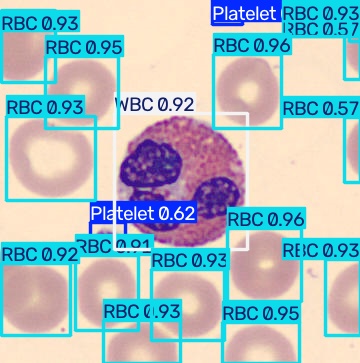 Platelet
RBC 0.93
RBC 0.93
RBC 0.57
RBC 0.95
RBC 0.96
RBC 0.93
WBC 0.92
RBC 0.57
Platelet 0.62
RBC 0.96
RBC 0.92
RBC 0.91
RBC 0.93
RBC 0.93
RBC 0.93
RBC 0.95